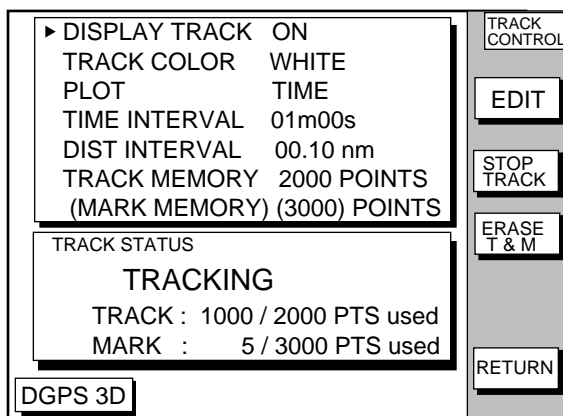 ▶ DISPLAY TRACK ON
TRACK COLOR WHITE
PLOT TIME
TIME INTERVAL 01m00s
DIST INTERVAL 00.10 nm
TRACK MEMORY 2000 POINTS
(MARK MEMORY) (3000) POINTS
TRACK STATUS
TRACKING
TRACK : 1000 / 2000 PTS used
MARK : 5 / 3000 PTS used
DGPS 3D
TRACK
CONTROL
EDIT
STOP
TRACK
ERASE
T & M
RETURN